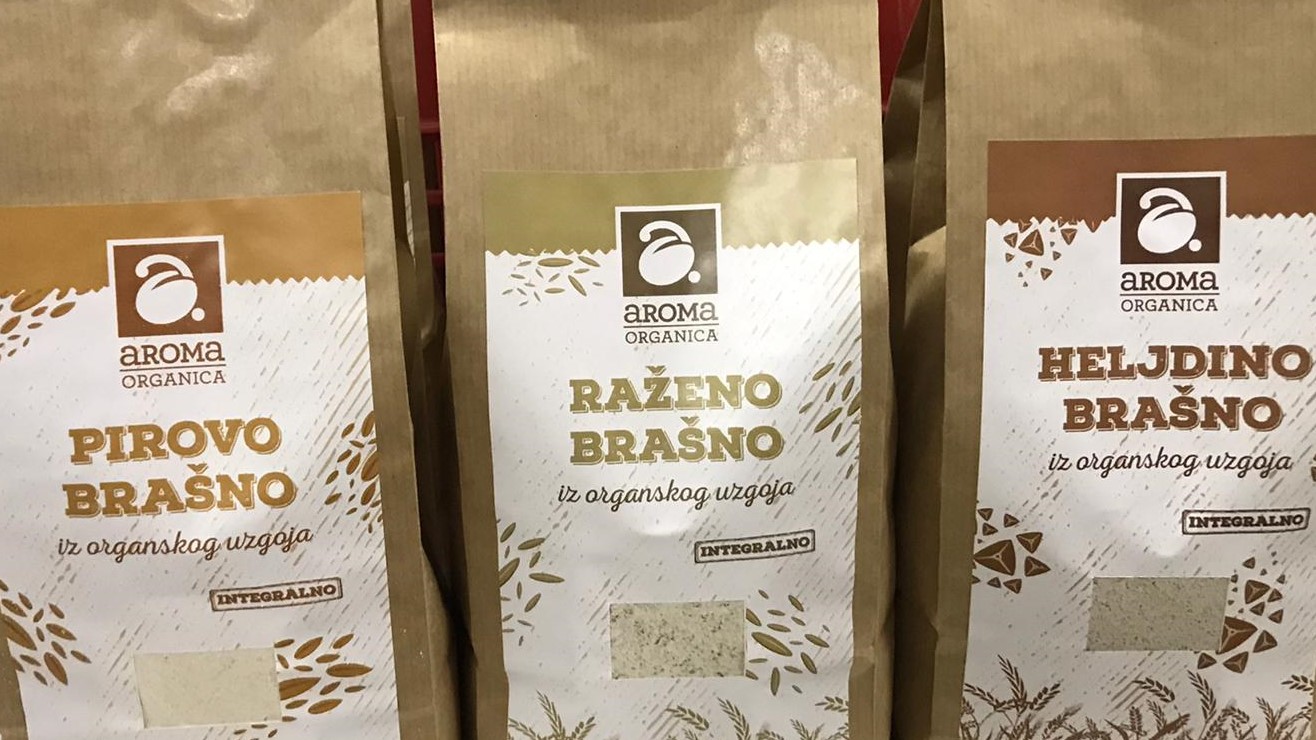 aROMa
ORGANICA
PIROVO
BRAŠNO
iz organskog uzgoja
INTEGRALNO
aROMa
ORGANICA
RAŽENO
BRAŠNO
iz organskog uzgoja
INTEGRALNO
aROMa
ORGANICA
HELJDINO
BRAŠNO
iz organskog uzgoja
INTEGRALNO